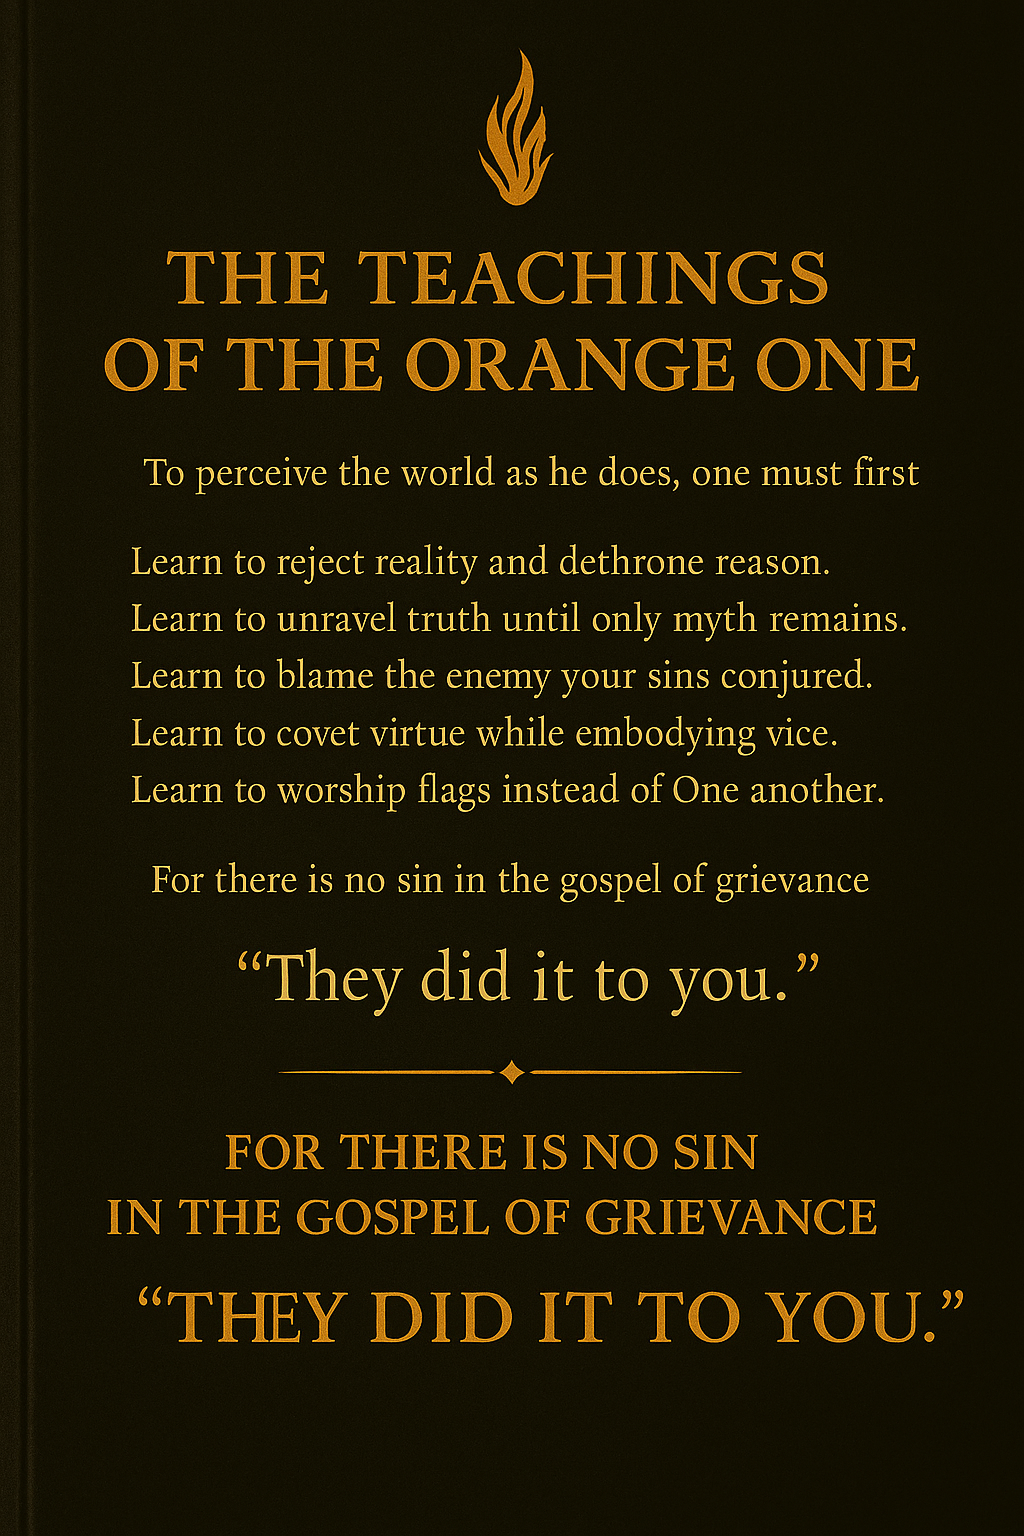 THE TEACHINGS
OF THE ORANGE ONE
To perceive the world as he does, one must first
Learn to reject reality and dethrone reason.
Learn to unravel truth until only myth remains.
Learn to blame the enemy your sins conjured.
Learn to covet virtue while embodying vice.
Learn to worship flags instead of One another.
For there is no sin in the gospel of grievance
“They did it to you.”
FOR THERE IS NO SIN
IN THE GOSPEL OF GRIEVANCE
“THEY DID IT TO YOU.”